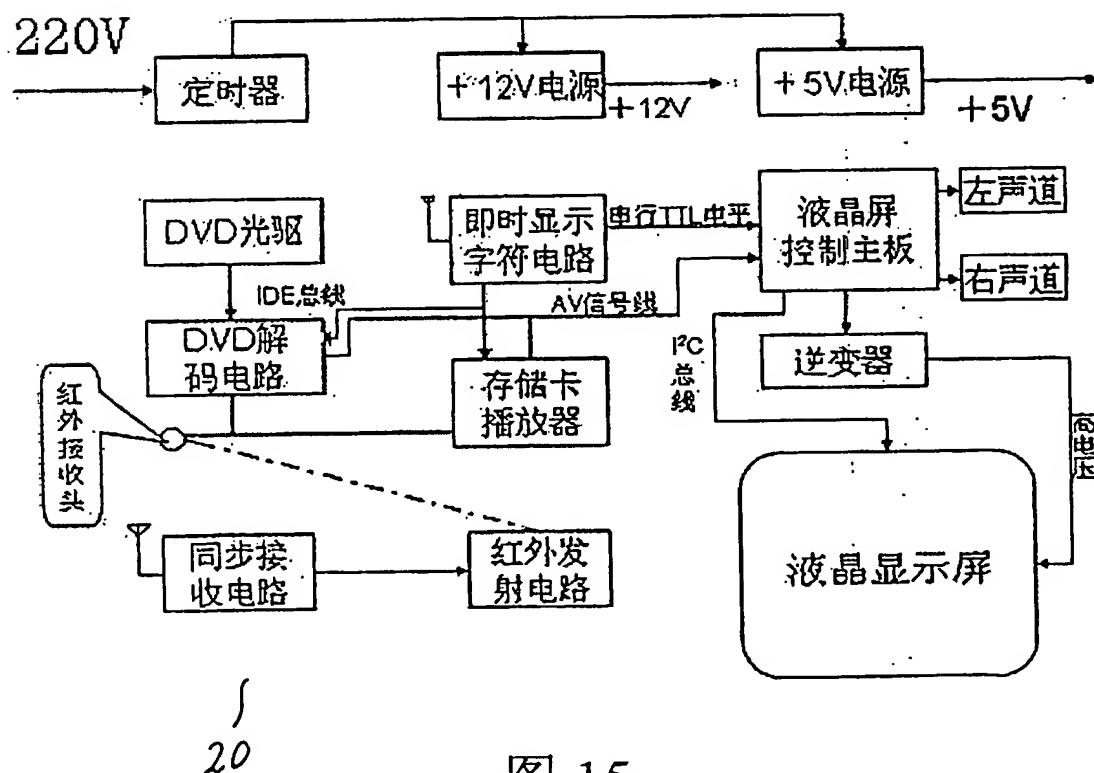 220V
定时器
+12V电源
+12V
+5V电源
+5V
DVD光驱
即时显示
字符电路
串行TTL电平
液晶屏
控制主板
左声道
右声道
IDE总线
AV信号线
DVD解
码电路
存储卡
播放器
I²C
总
线
逆变器
高
电
压
红
外
接
收
头
同步接
收电路
红外发
射电路
液晶显示屏
20
图 15